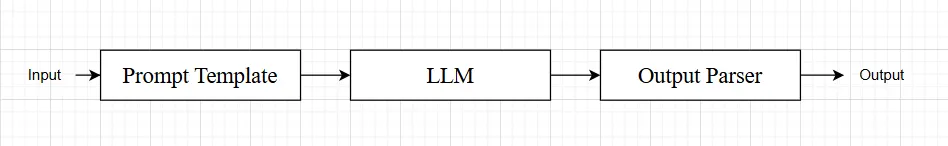 Input
Prompt Template
LLM
Output Parser
Output